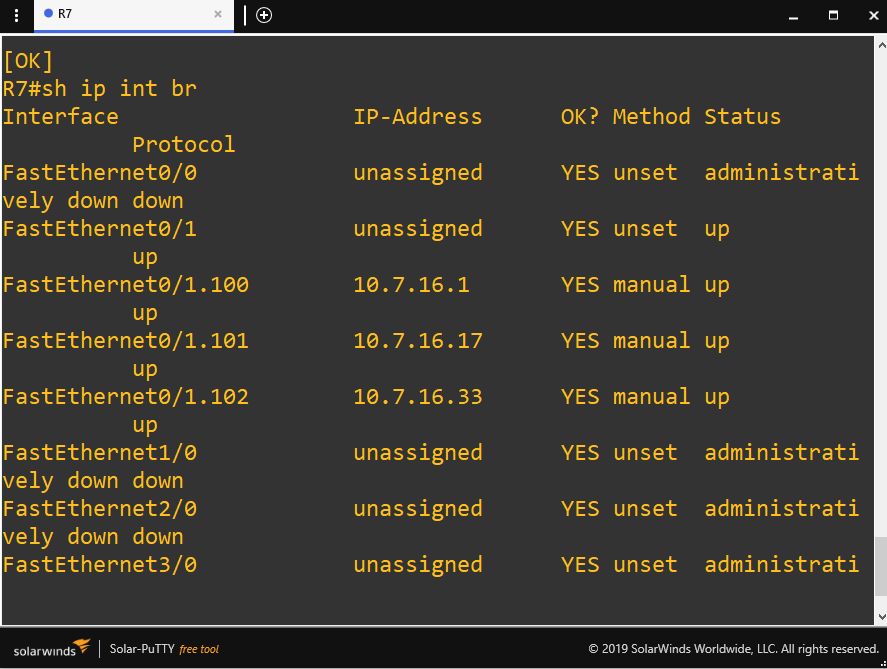 R7
[OK]
R7#sh ip int br
Interface                  IP-Address      OK? Method Status
          Protocol
FastEthernet0/0            unassigned      YES unset  administrati
vely down down
FastEthernet0/1            unassigned      YES unset  up
          up
FastEthernet0/1.100        10.7.16.1       YES manual up
          up
FastEthernet0/1.101        10.7.16.17      YES manual up
          up
FastEthernet0/1.102        10.7.16.33      YES manual up
          up
FastEthernet1/0            unassigned      YES unset  administrati
vely down down
FastEthernet2/0            unassigned      YES unset  administrati
vely down down
FastEthernet3/0            unassigned      YES unset  administrati
solarwinds Solar-PuTTY free tool © 2019 SolarWinds Worldwide, LLC. All rights reserved.